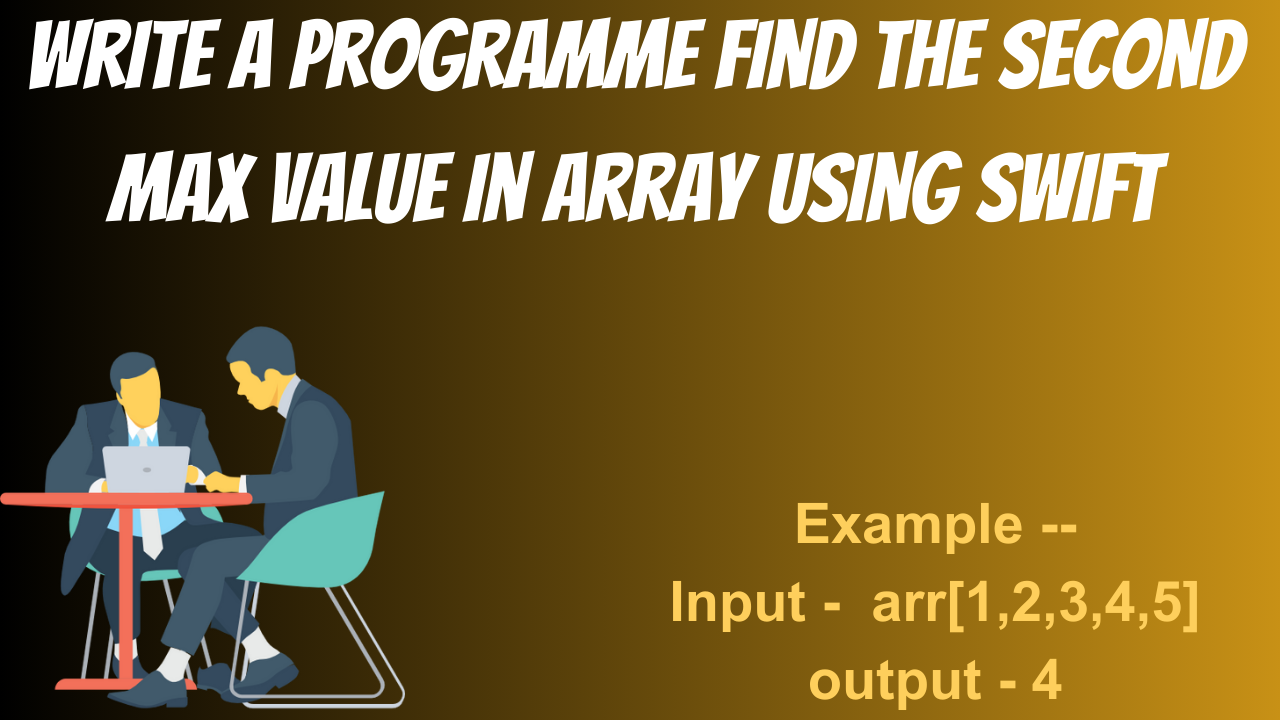 WRITE A PROGRAMME FIND THE SECOND
MAX VALUE IN ARRAY USING SWIFT
Example --
Input - arr[1,2,3,4,5]
output - 4